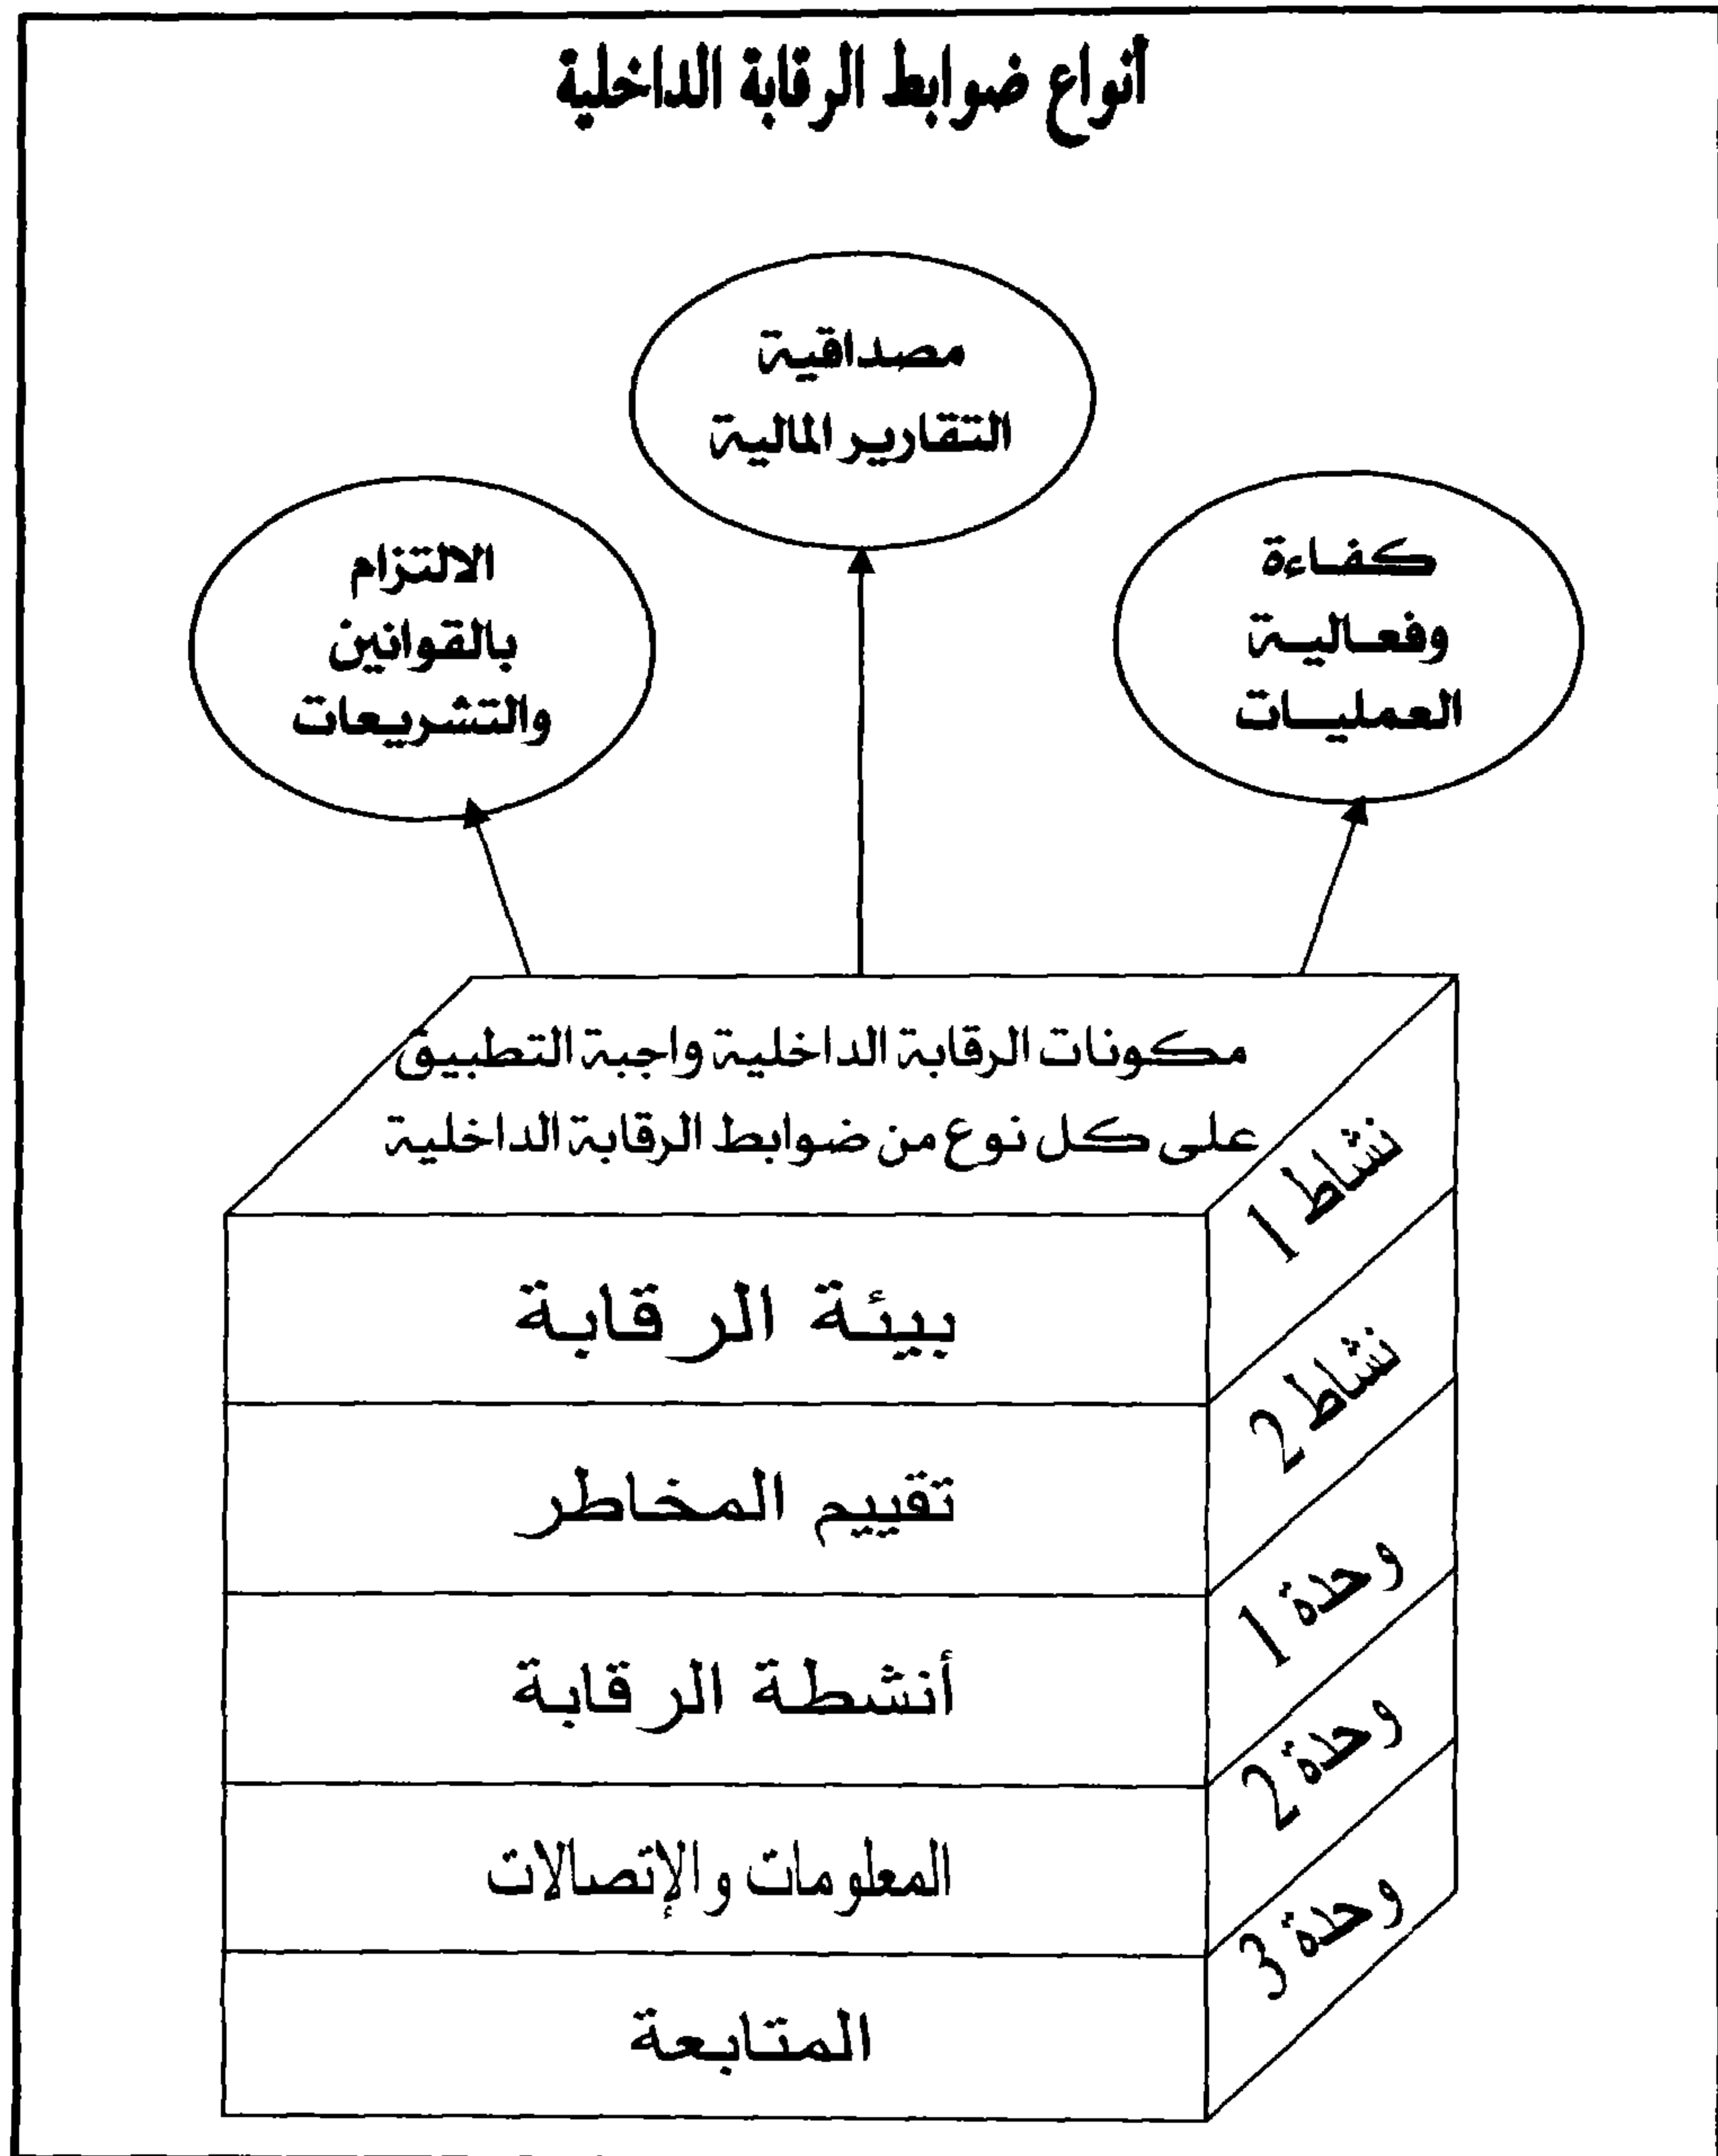 أنواع ضوابط الرقابة الداخلية
مصداقية
التقارير المالية
كفاءة
وفعالية
العمليات
الالتزام
بالقوانين
والتشريعات
مكونات الرقابة الداخلية واجبة التطبيق
على كل نوع من ضوابط الرقابة الداخلية
بيئة الرقابة
تقييم المخاطر
أنشطة الرقابة
المعلومات والإتصالات
المتابعة
نشاط 1
نشاط 2
وحدة 1
وحدة 2
وحدة 3